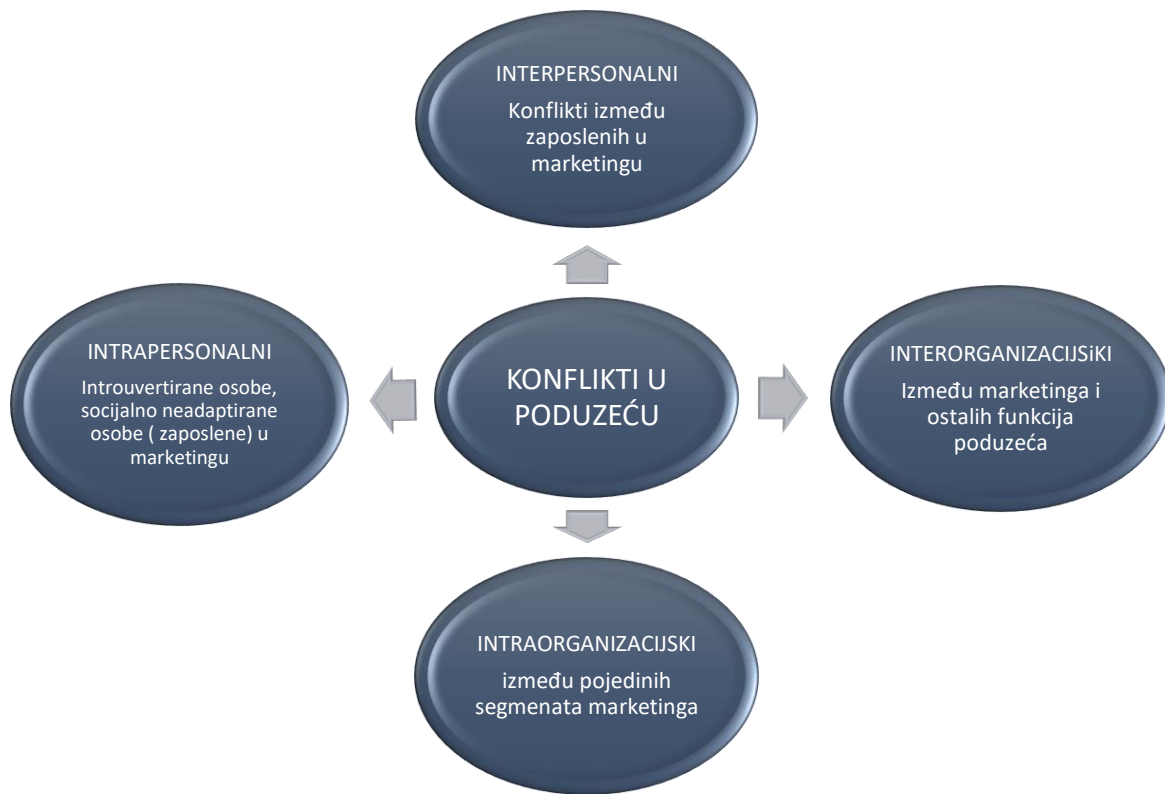 INTERPERSONALNI
Konflikti između
zaposlenih u
marketingu
INTRAPERSONALNI
Introuvertirane osobe,
socijalno neadaptirane
osobe ( zaposlene) u
marketingu
KONFLIKTI U
PODUZEĆU
INTERORGANIZACIJSiKI
Između marketinga i
ostalih funkcija
poduzeća
INTRAORGANIZACIJSKI
između pojedinih
segmenata marketinga